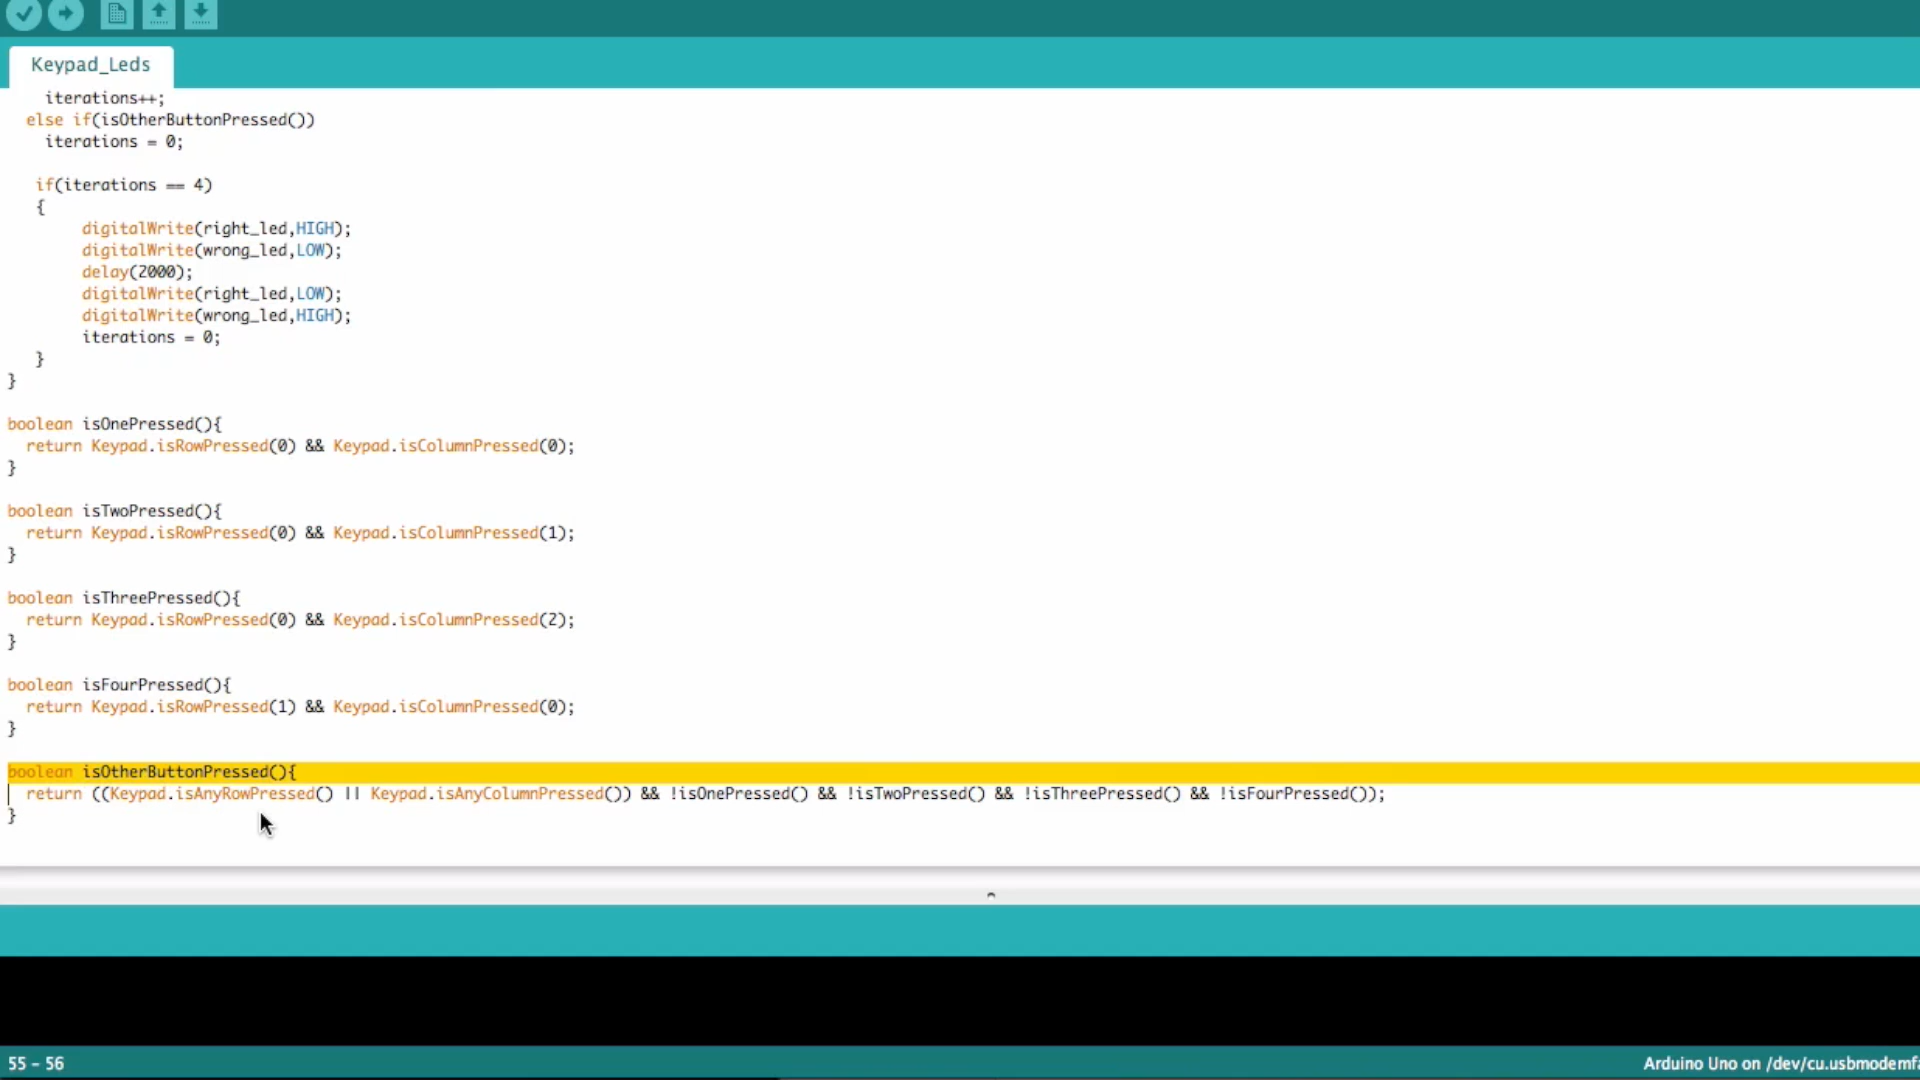 Keypad_Leds
iterations++;
else if(isOtherButtonPressed())
iterations = 0;
if(iterations == 4)
{
digitalWrite(right_led,HIGH);
digitalWrite(wrong_led,LOW);
delay(2000);
digitalWrite(right_led,LOW);
digitalWrite(wrong_led,HIGH);
iterations = 0;
}
}
boolean isOnePressed(){
return Keypad.isRowPressed(0) && Keypad.isColumnPressed(0);
}
boolean isTwoPressed(){
return Keypad.isRowPressed(0) && Keypad.isColumnPressed(1);
}
boolean isThreePressed(){
return Keypad.isRowPressed(0) && Keypad.isColumnPressed(2);
}
boolean isFourPressed(){
return Keypad.isRowPressed(1) && Keypad.isColumnPressed(0);
}
boolean isOtherButtonPressed(){
return ((Keypad.isAnyRowPressed() || Keypad.isAnyColumnPressed()) && !isOnePressed() && !isTwoPressed() && !isThreePressed() && !isFourPressed());
}
55 - 56
Arduino Uno on /dev/cu.usbmodemfa